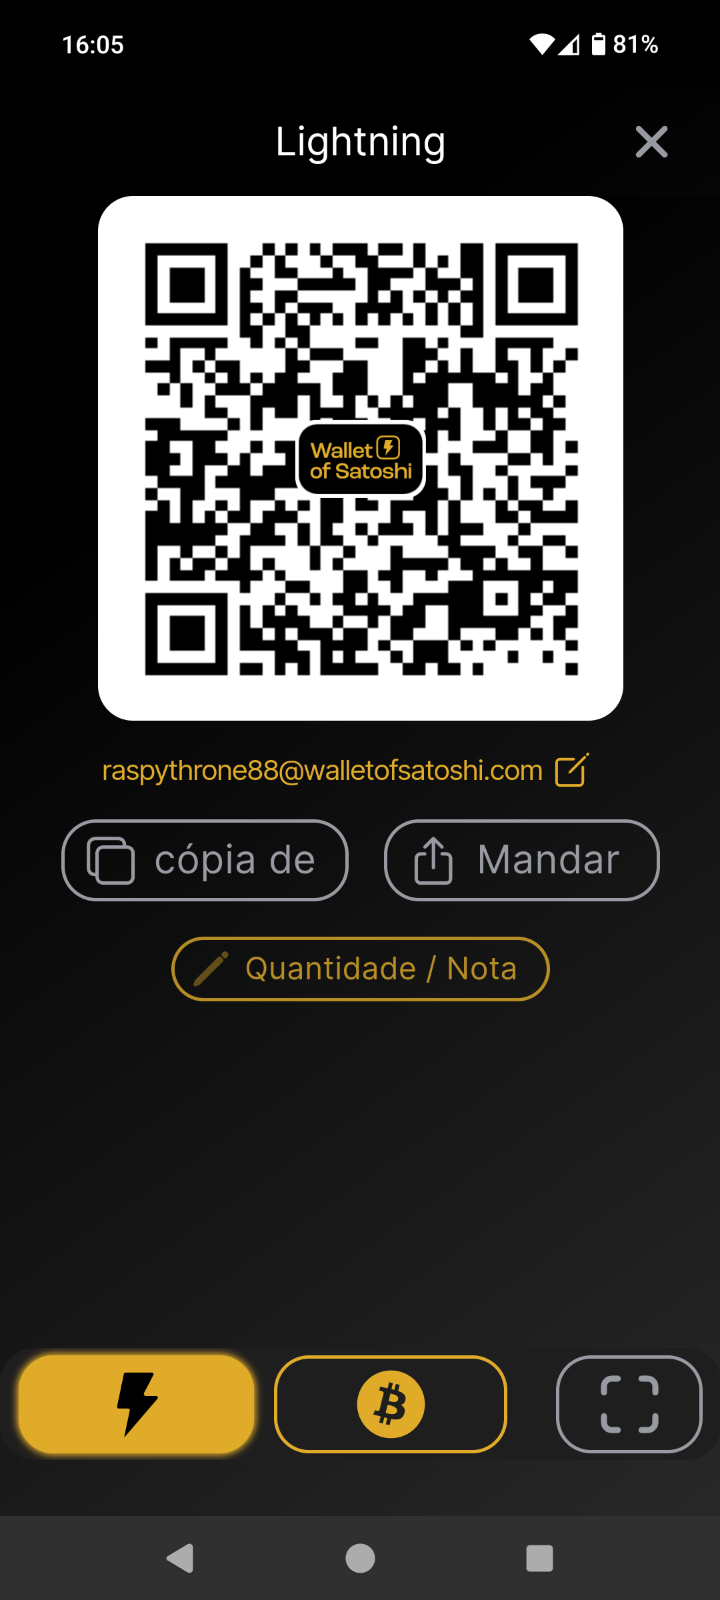 16:05
81%
Lightning
Wallet
of Satoshi
raspythrone88@walletofsatoshi.com
cópia de
Mandar
Quantidade / Nota